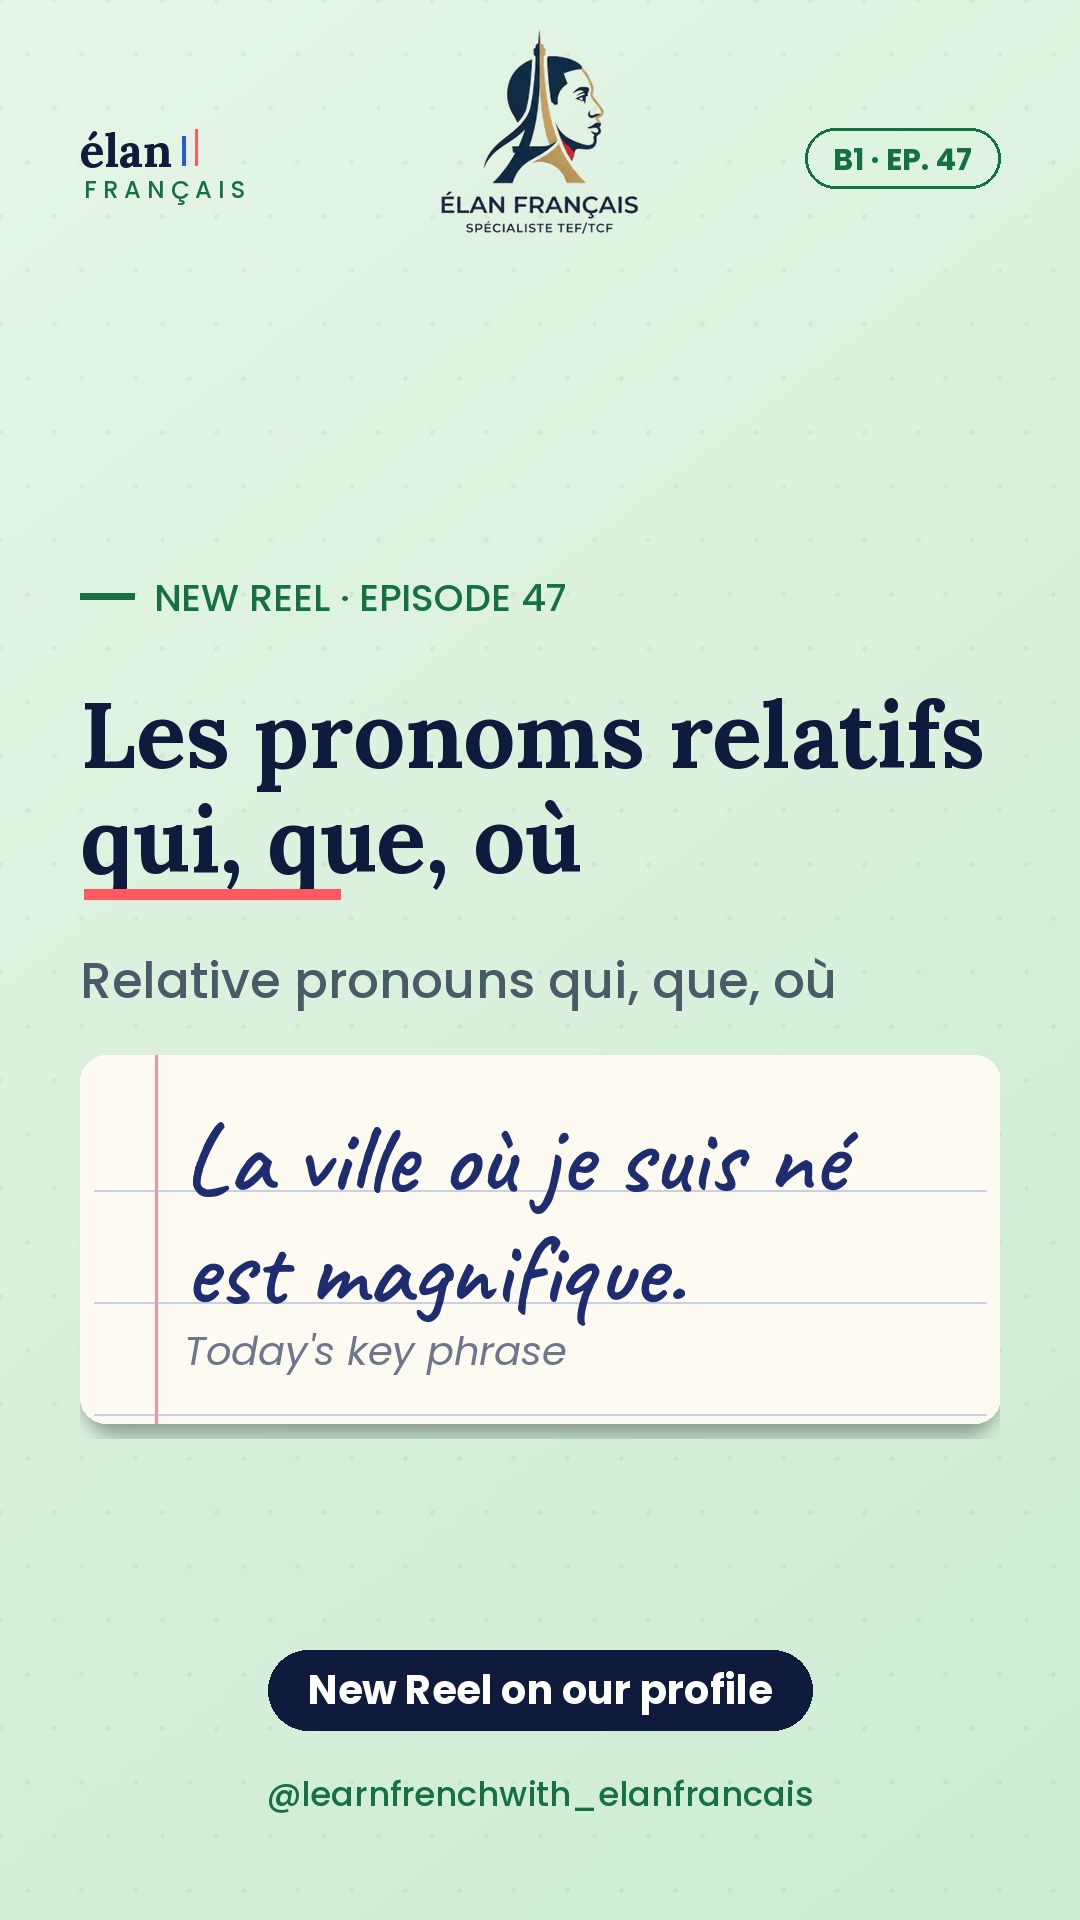 élan
FRANÇAIS
ÉLAN FRANÇAIS
SPÉCIALISTE TEF/TCF
B1 · EP. 47
NEW REEL · EPISODE 47
Les pronoms relatifs
qui, que, où
Relative pronouns qui, que, où
La ville où je suis né
est magnifique.
Today's key phrase
New Reel on our profile
@learnfrenchwith_elanfrancais